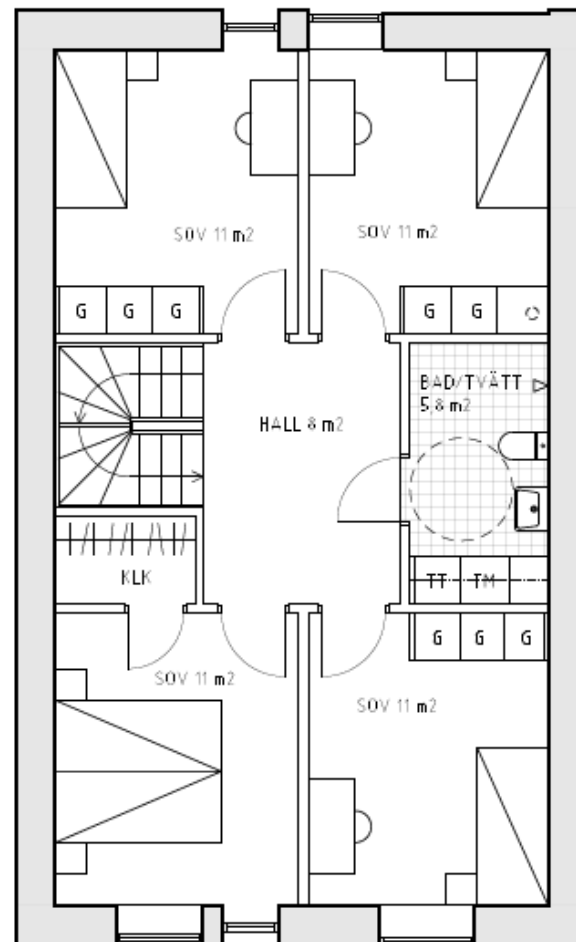 SOV 11 m2
SOV 11 m2
G G G
G G
BAD/TVÄTT
5,8 m2
HALL 8 m2
KLK
TT TM
G G G
SOV 11 m2
SOV 11 m2